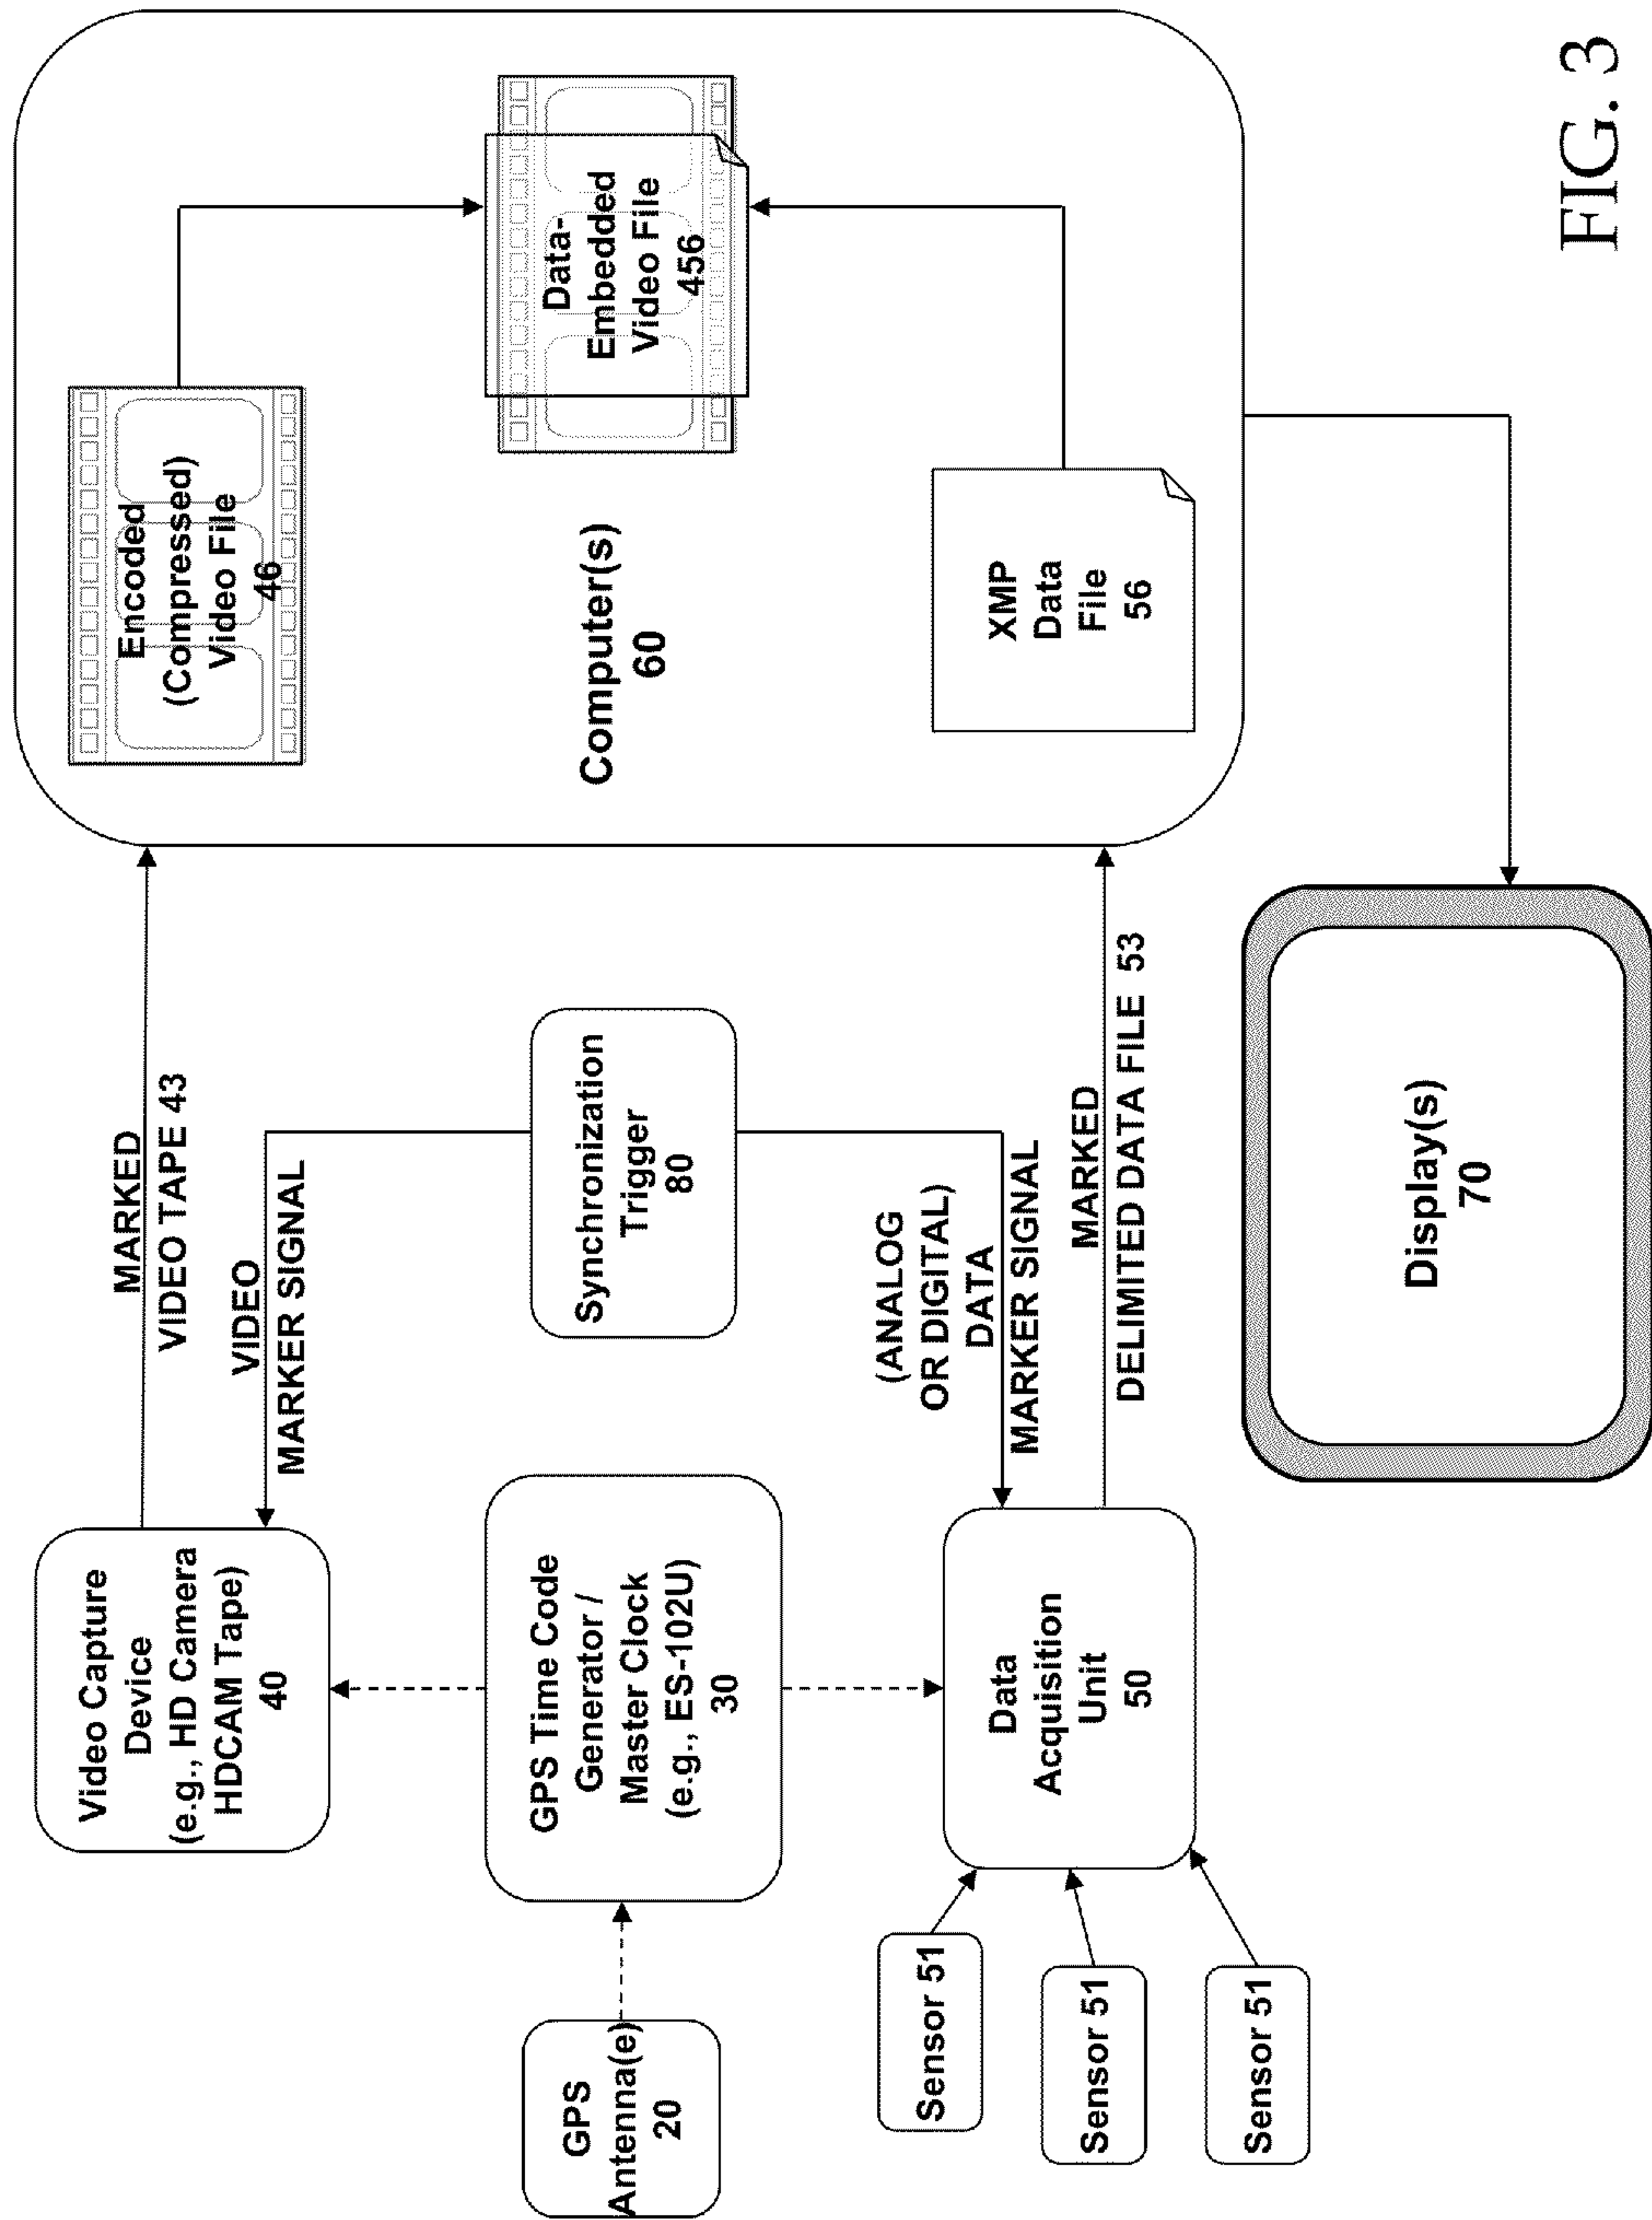 Video Capture
Device
(e.g., HD Camera
HDCAM Tape)
40
MARKED
VIDEO TAPE 43
VIDEO
MARKER SIGNAL
Encoded
(Compressed)
Video File
46
GPS
Antenna(e)
20
GPS Time Code
Generator /
Master Clock
(e.g., ES-102U)
30
Synchronization
Trigger
80
Computer(s)
60
Data-
Embedded
Video File
456
(ANALOG
OR DIGITAL)
DATA
MARKER SIGNAL
Sensor 51
Sensor 51
Sensor 51
Data
Acquisition
Unit
50
MARKED
DELIMITED DATA FILE 53
XMP
Data
File
56
Display(s)
70
FIG. 3